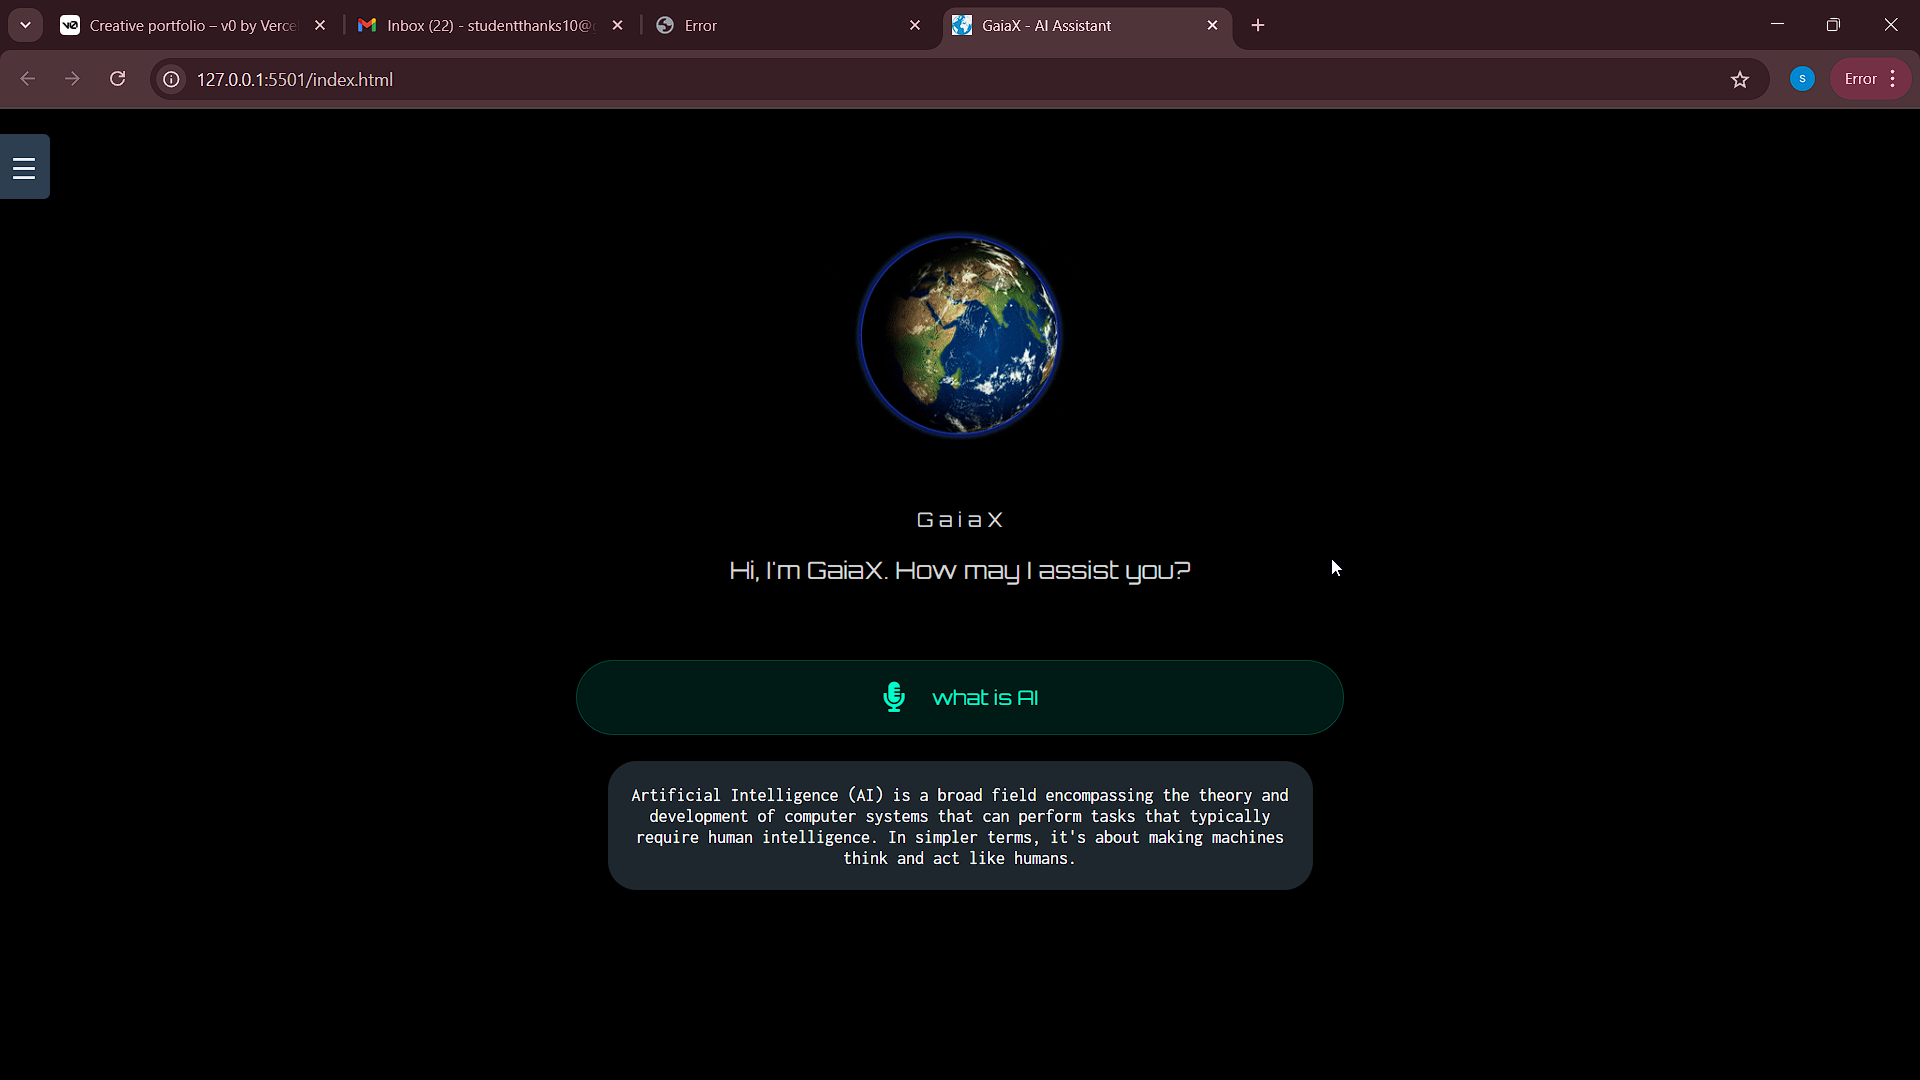 Creative portfolio – v0 by Verce
Inbox (22) - studentthanks10@
Error
GaiaX - AI Assistant
127.0.0.1:5501/index.html
S
Error
GaiaX
Hi, I'm GaiaX. How may I assist you?
what is AI
Artificial Intelligence (AI) is a broad field encompassing the theory and
development of computer systems that can perform tasks that typically
require human intelligence. In simpler terms, it's about making machines
think and act like humans.